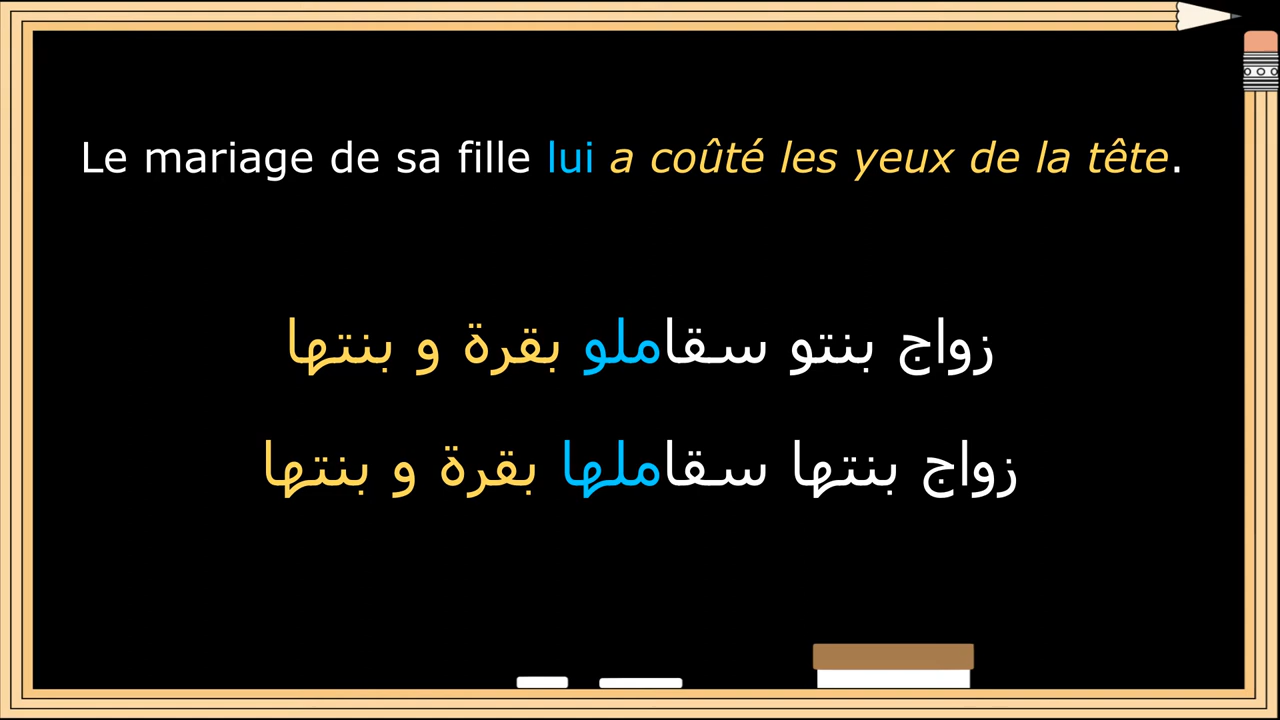 Le mariage de sa fille lui a coûté les yeux de la tête.
زواج بنتو سقاملو بقرة و بنتها
زواج بنتها سقاملها بقرة و بنتها